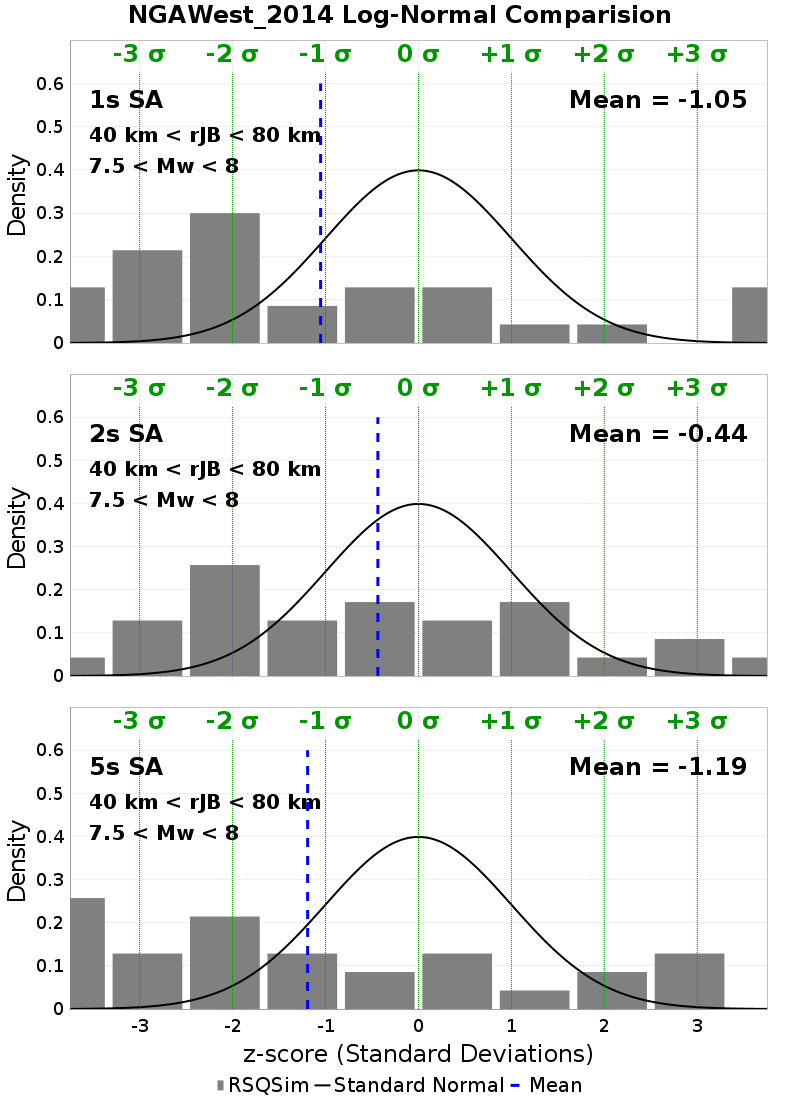 NGAWest_2014 Log-Normal Comparision
-3 σ -2 σ -1 σ 0 σ +1 σ +2 σ +3 σ
1s SA Mean = -1.05
40 km < rJB < 80 km
7.5 < Mw < 8
Density
0.6
0.5
0.4
0.3
0.2
0.1
0
-3 σ -2 σ -1 σ 0 σ +1 σ +2 σ +3 σ
2s SA Mean = -0.44
40 km < rJB < 80 km
7.5 < Mw < 8
Density
0.6
0.5
0.4
0.3
0.2
0.1
0
-3 σ -2 σ -1 σ 0 σ +1 σ +2 σ +3 σ
5s SA Mean = -1.19
40 km < rJB < 80 km
7.5 < Mw < 8
Density
0.6
0.5
0.4
0.3
0.2
0.1
0
-3 -2 -1 0 1 2 3
z-score (Standard Deviations)
RSQSim Standard Normal Mean